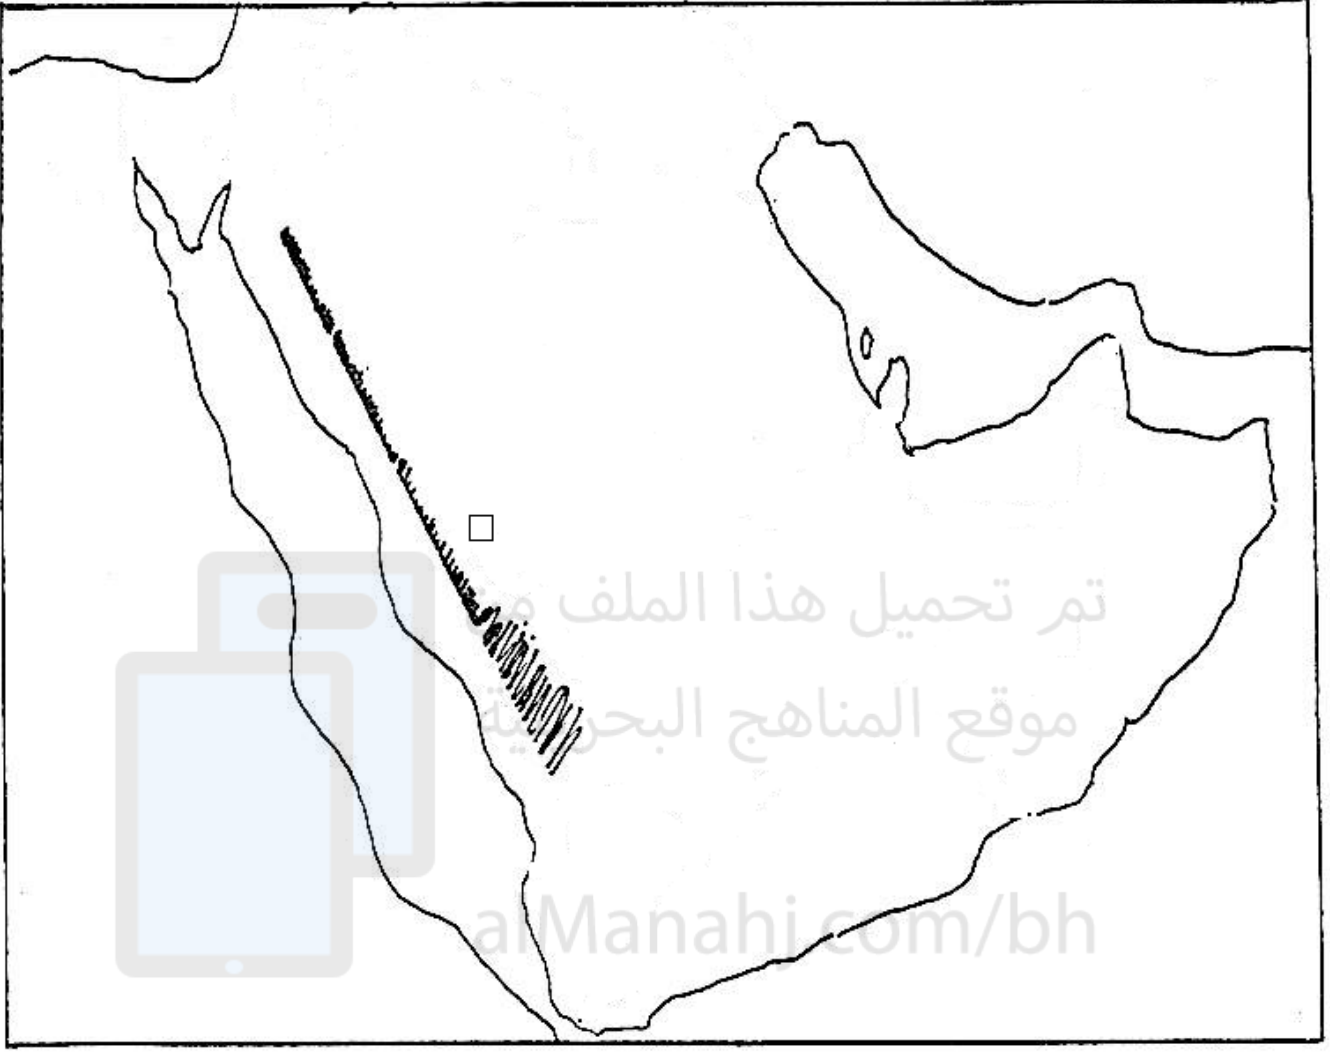 تم تحميل هذا الملف من
موقع المناهج البحرينية
alManahj.com/bh